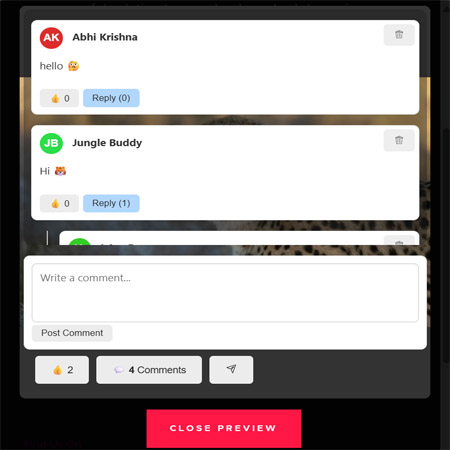 AK Abhi Krishna
hello
0 Reply (0)
JB Jungle Buddy
Hi
0 Reply (1)
Write a comment...
Post Comment
2 4 Comments
CLOSE PREVIEW